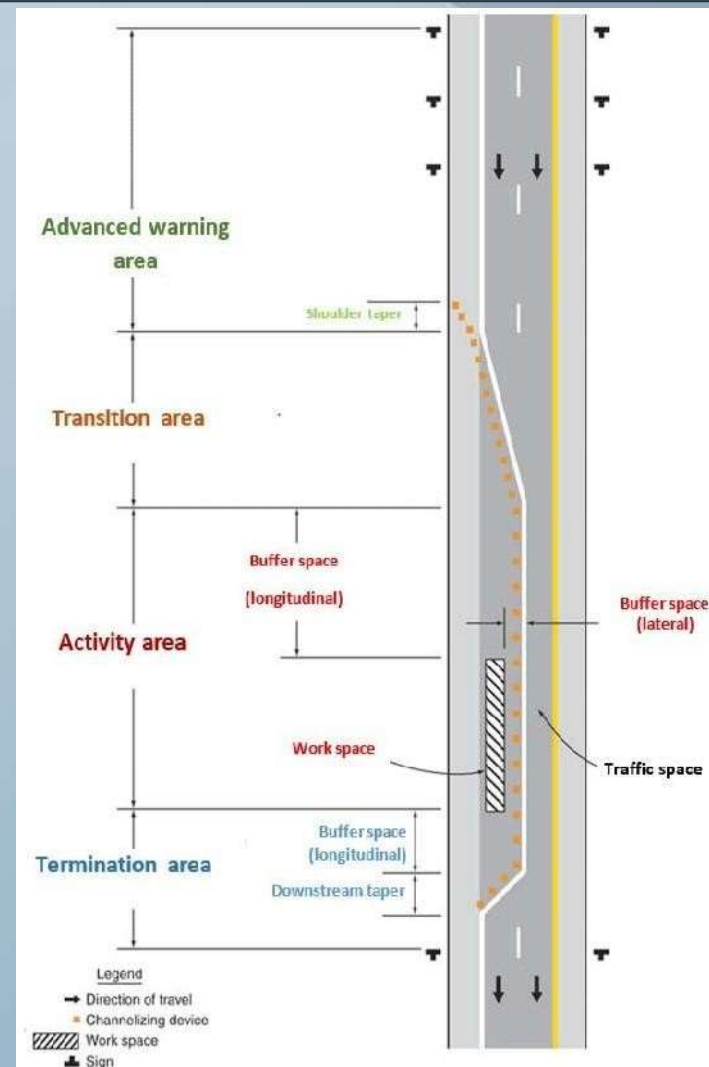 Advanced warning
area
Shoulder taper
Transition area
Buffer space
(longitudinal)
Buffer space
(lateral)
Activity area
Work space
Traffic space
Buffer space
(longitudinal)
Termination area
Downstream taper
Legend
Direction of travel
Channelizing device
Work space
Sign